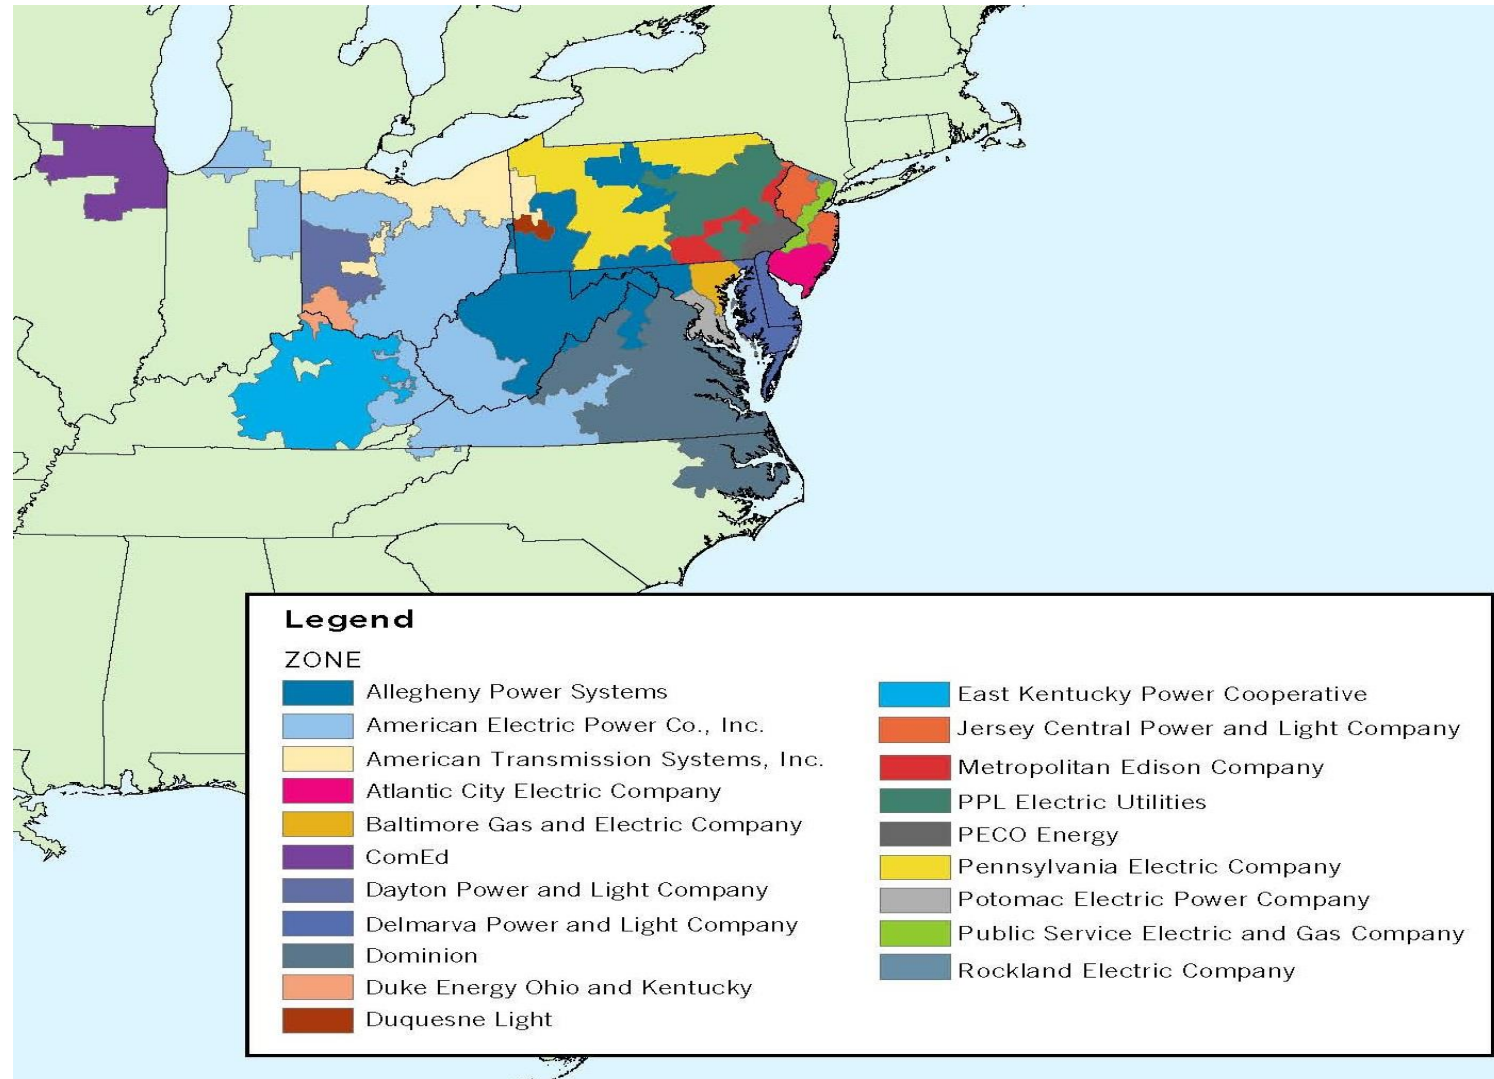 Legend
ZONE
Allegheny Power Systems
American Electric Power Co., Inc.
American Transmission Systems, Inc.
Atlantic City Electric Company
Baltimore Gas and Electric Company
ComEd
Dayton Power and Light Company
Delmarva Power and Light Company
Dominion
Duke Energy Ohio and Kentucky
Duquesne Light
East Kentucky Power Cooperative
Jersey Central Power and Light Company
Metropolitan Edison Company
PPL Electric Utilities
PECO Energy
Pennsylvania Electric Company
Potomac Electric Power Company
Public Service Electric and Gas Company
Rockland Electric Company